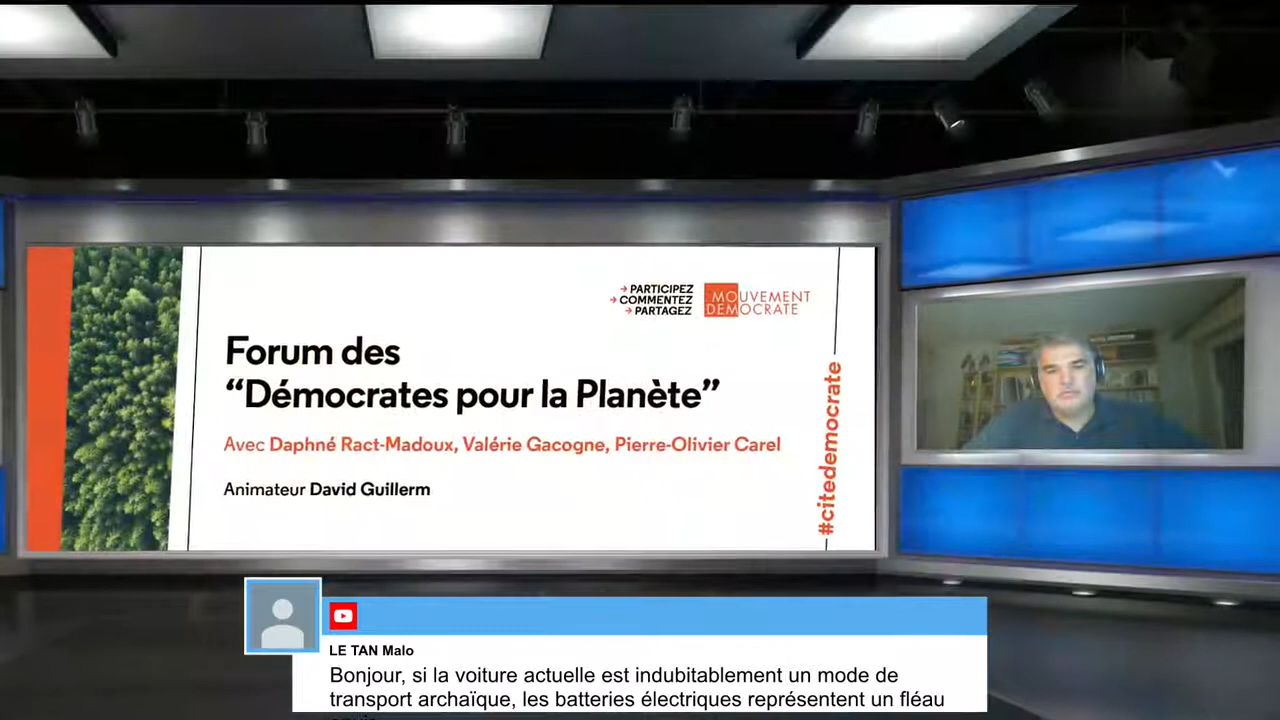 → PARTICIPEZ
→ COMMENTEZ
→ PARTAGEZ
MOUVEMENT
DEMOCRATE
Forum des
“Démocrates pour la Planète”
Avec Daphné Ract-Madoux, Valérie Gacogne, Pierre-Olivier Carel
Animateur David Guillerm
#citedemocrate
LE TAN Malo
Bonjour, si la voiture actuelle est indubitablement un mode de
transport archaïque, les batteries électriques représentent un fléau